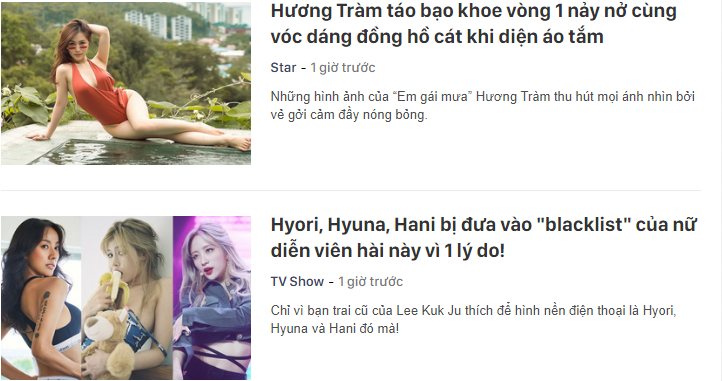 Hương Tràm táo bạo khoe vòng 1 nảy nở cùng
vóc dáng đồng hồ cát khi diện áo tắm
Star - 1 giờ trước
Những hình ảnh của “Em gái mưa” Hương Tràm thu hút mọi ánh nhìn bởi
vẻ gởi cảm đầy nóng bỏng.
Hyori, Hyuna, Hani bị đưa vào "blacklist" của nữ
diễn viên hài này vì 1 lý do!
TV Show - 1 giờ trước
Chỉ vì bạn trai cũ của Lee Kuk Ju thích để hình nền điện thoại là Hyori,
Hyuna và Hani đó mà!